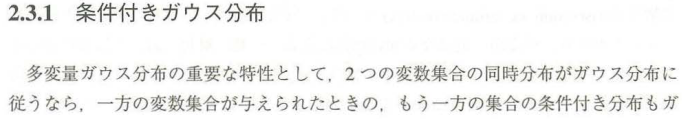 2.3.1 条件付きガウス分布
多変量ガウス分布の重要な特性として，2 つの変数集合の同時分布がガウス分布に
従うなら，一方の変数集合が与えられたときの，もう一方の集合の条件付き分布もガ